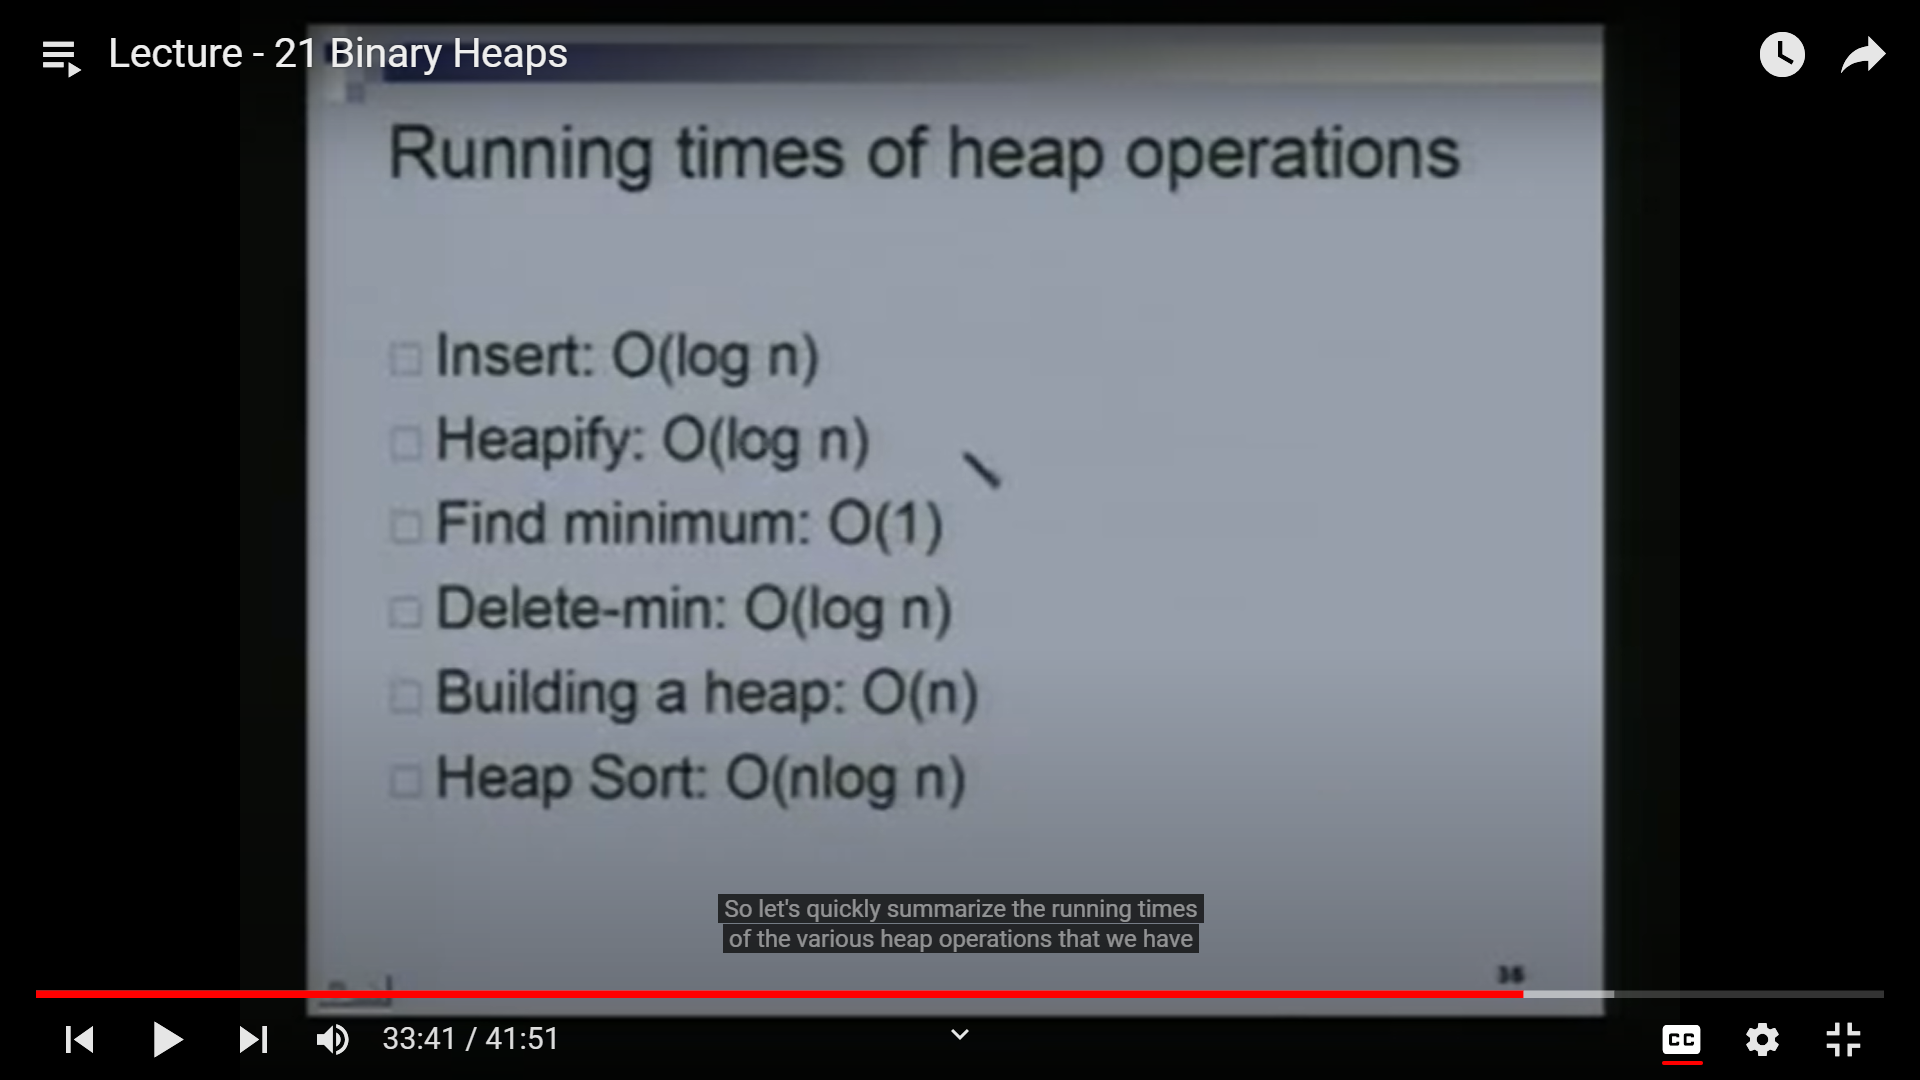 Lecture - 21 Binary Heaps
Running times of heap operations
Insert: O(log n)
Heapify: O(log n)
Find minimum: O(1)
Delete-min: O(log n)
Building a heap: O(n)
Heap Sort: O(nlog n)
So let's quickly summarize the running times
of the various heap operations that we have
33:41 / 41:51
CC